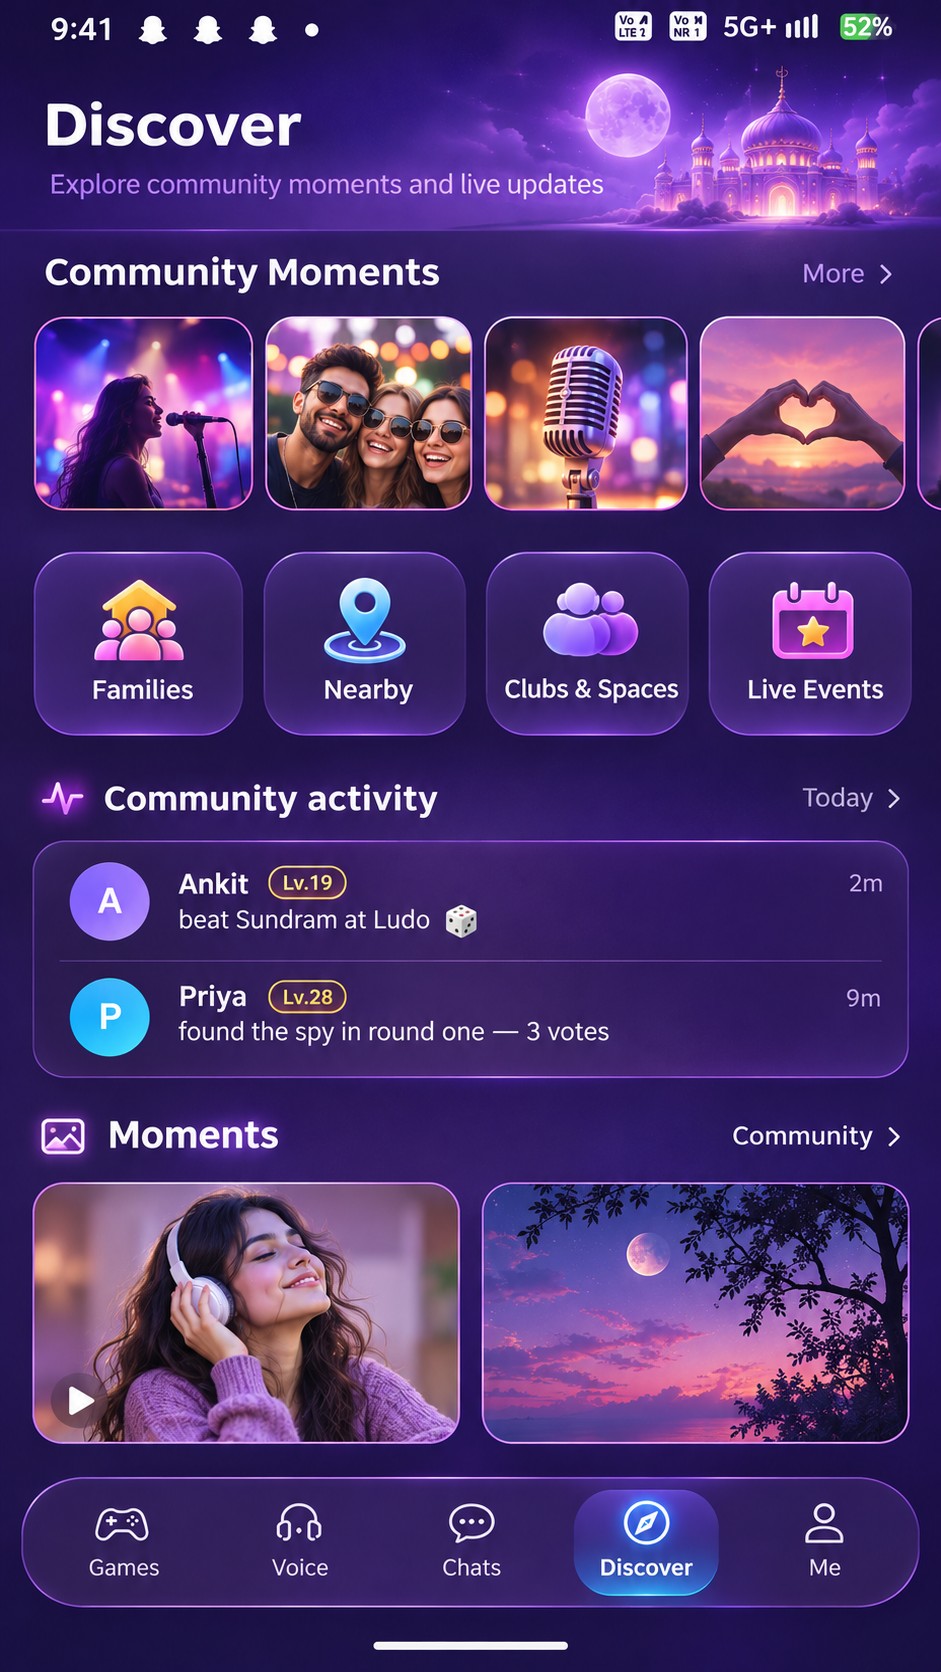 9:41
Vo LTE 2
Vo NR 1
5G+
52%
Discover
Explore community moments and live updates
Community Moments
More
Families
Nearby
Clubs & Spaces
Live Events
Community activity
Today
A
Ankit
Lv.19
2m
beat Sundram at Ludo
P
Priya
Lv.28
9m
found the spy in round one — 3 votes
Moments
Community
Games
Voice
Chats
Discover
Me